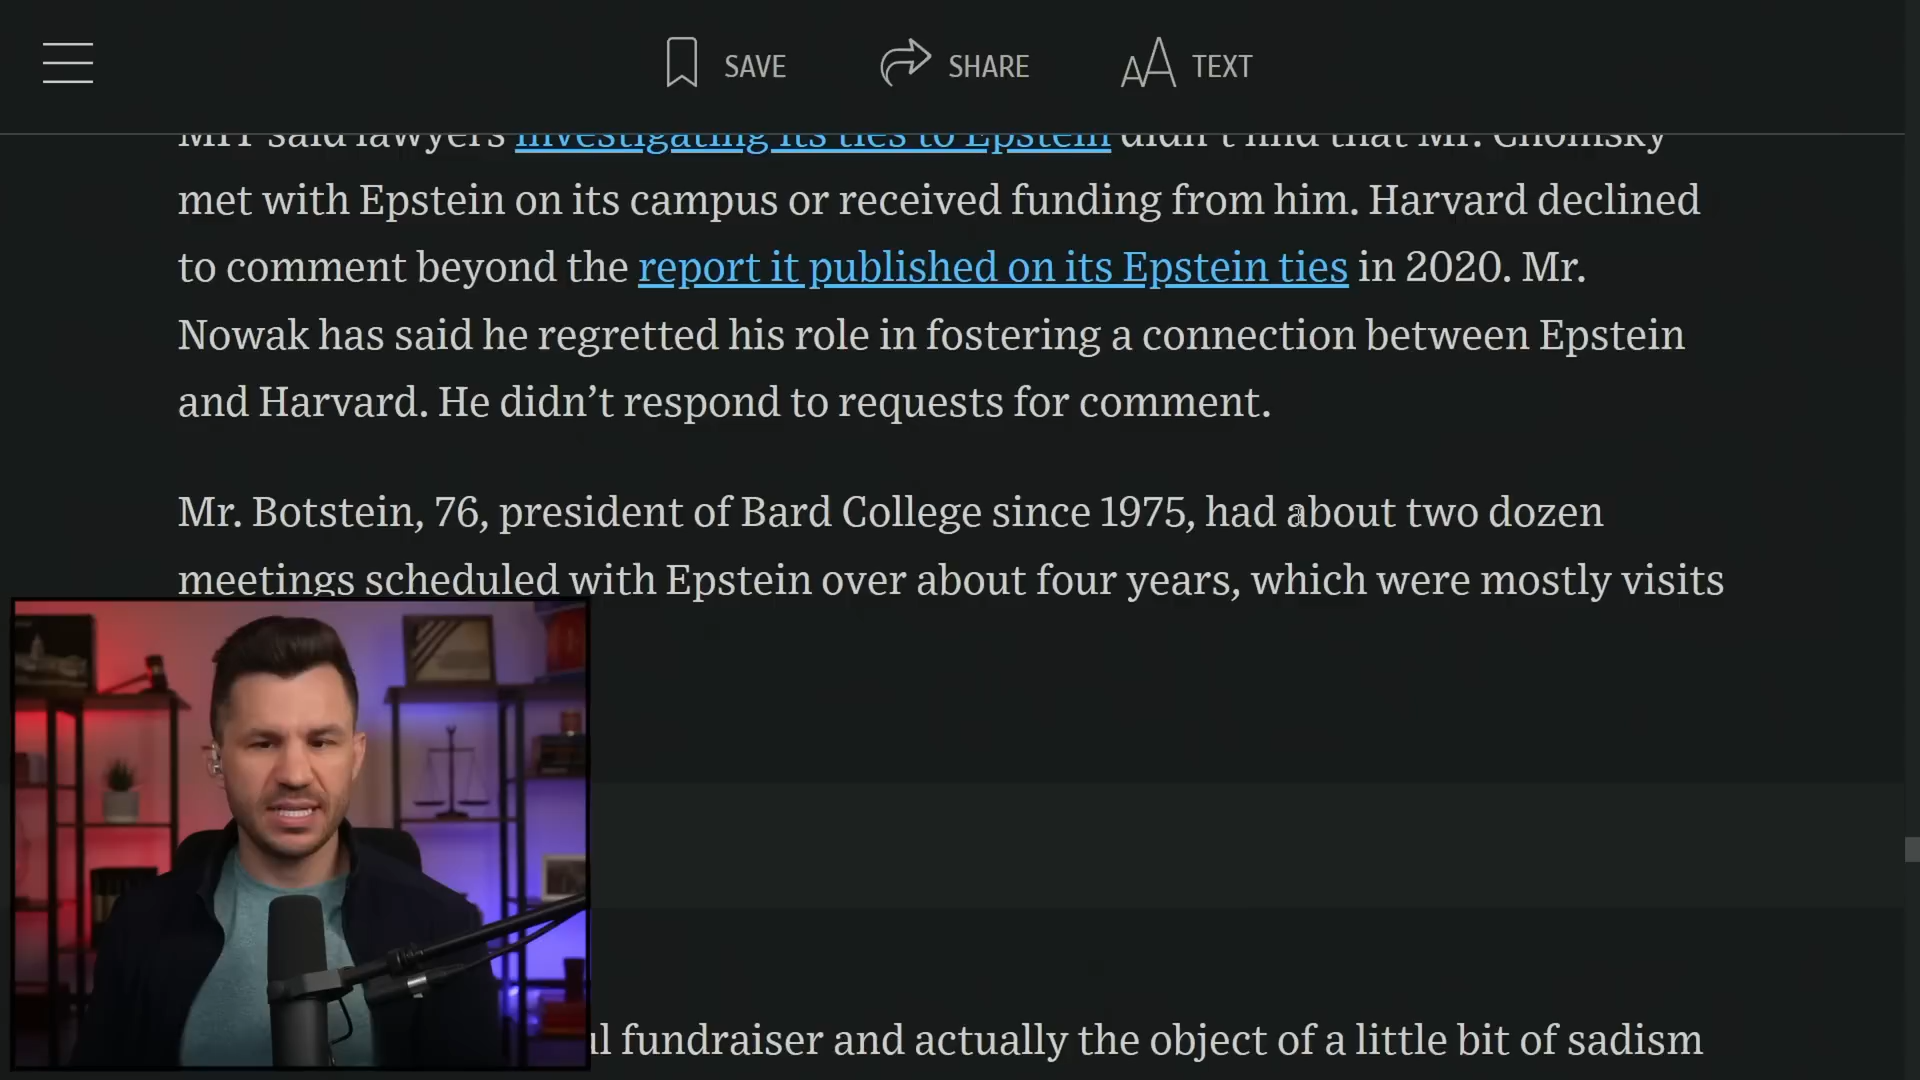 SAVE SHARE TEXT
MIT said lawyers investigating its ties to Epstein didn't find that Mr. Chomsky
met with Epstein on its campus or received funding from him. Harvard declined
to comment beyond the report it published on its Epstein ties in 2020. Mr.
Nowak has said he regretted his role in fostering a connection between Epstein
and Harvard. He didn’t respond to requests for comment.
Mr. Botstein, 76, president of Bard College since 1975, had about two dozen
meetings scheduled with Epstein over about four years, which were mostly visits
fundraiser and actually the object of a little bit of sadism